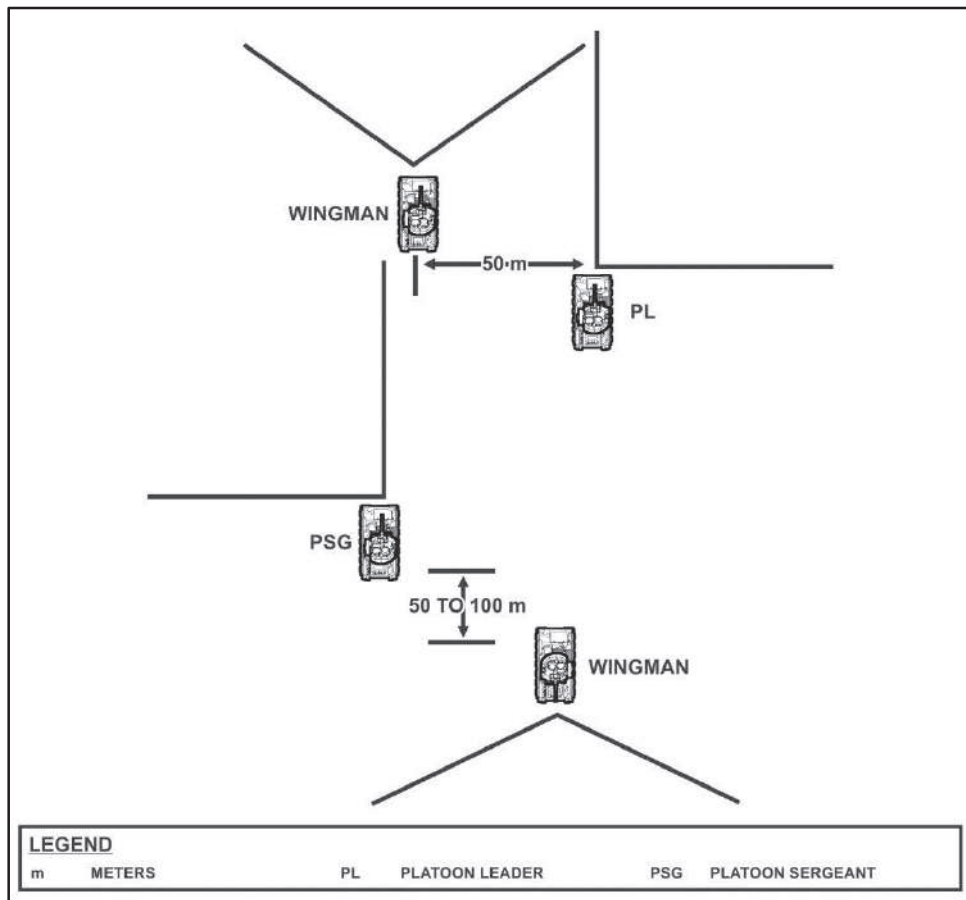 WINGMAN
50·m
PL
PSG
50 TO 100 m
WINGMAN
LEGEND
m METERS PL PLATOON LEADER PSG PLATOON SERGEANT